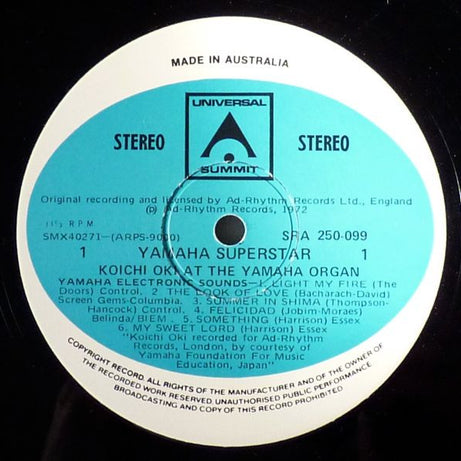 MADE IN AUSTRALIA
UNIVERSAL
STEREO STEREO
SUMMIT
Original recording and licensed by Ad-Rhythm Records Ltd., England
(p) Ad-Rhythm Records, 1972
RPM
SMX40271-(ARPS-9000) SRA 250-099
1 YAMAHA SUPERSTAR 1
KOICHI OKI AT THE YAMAHA ORGAN
YAMAHA ELECTRONIC SOUNDS-1. LIGHT MY FIRE (The
Doors) Control. 2 THE LOOK OF LOVE (Bacharach-David)
Screen Gems-Columbia. 3. SUMMER IN SHIMA (Thompson-
Hancock) Control. 4. FELICIDAD (Jobim-Moraes)
Belinda/BIEM. 5. SOMETHING (Harrison) Essex
6. MY SWEET LORD (Harrison) Essex
"Koichi Oki recorded for Ad-Rhythm
Records, London, by courtesy of
Yamaha Foundation For Music
Education, Japan"
COPYRIGHT RECORD. ALL RIGHTS OF THE MANUFACTURER AND OF THE OWNER OF
THE RECORDED WORK RESERVED. UNAUTHORISED PUBLIC PERFORMANCE
BROADCASTING AND COPY OF THIS RECORD PROHIBITED